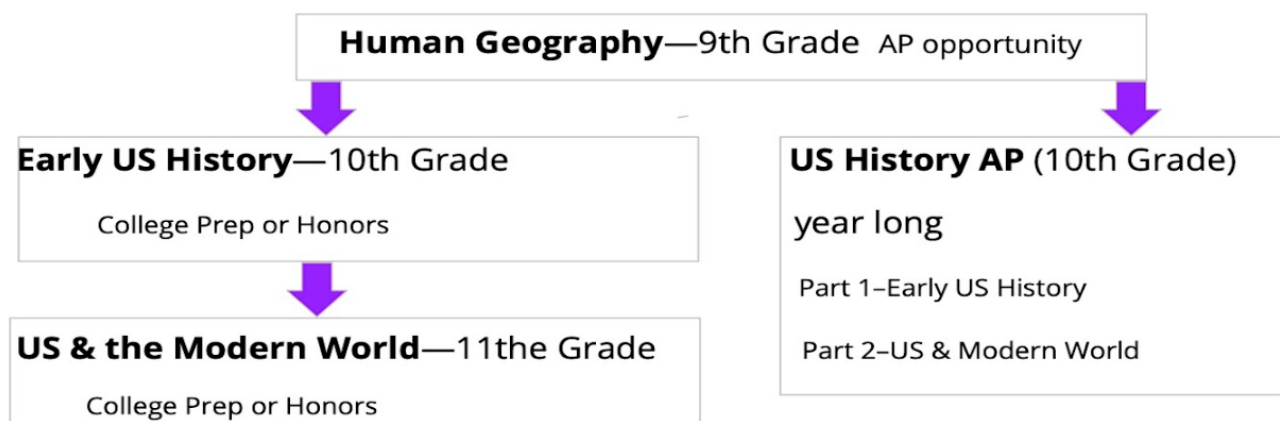 Human Geography—9th Grade AP opportunity
Early US History—10th Grade
College Prep or Honors
US & the Modern World—11the Grade
College Prep or Honors
US History AP (10th Grade)
year long
Part 1–Early US History
Part 2–US & Modern World